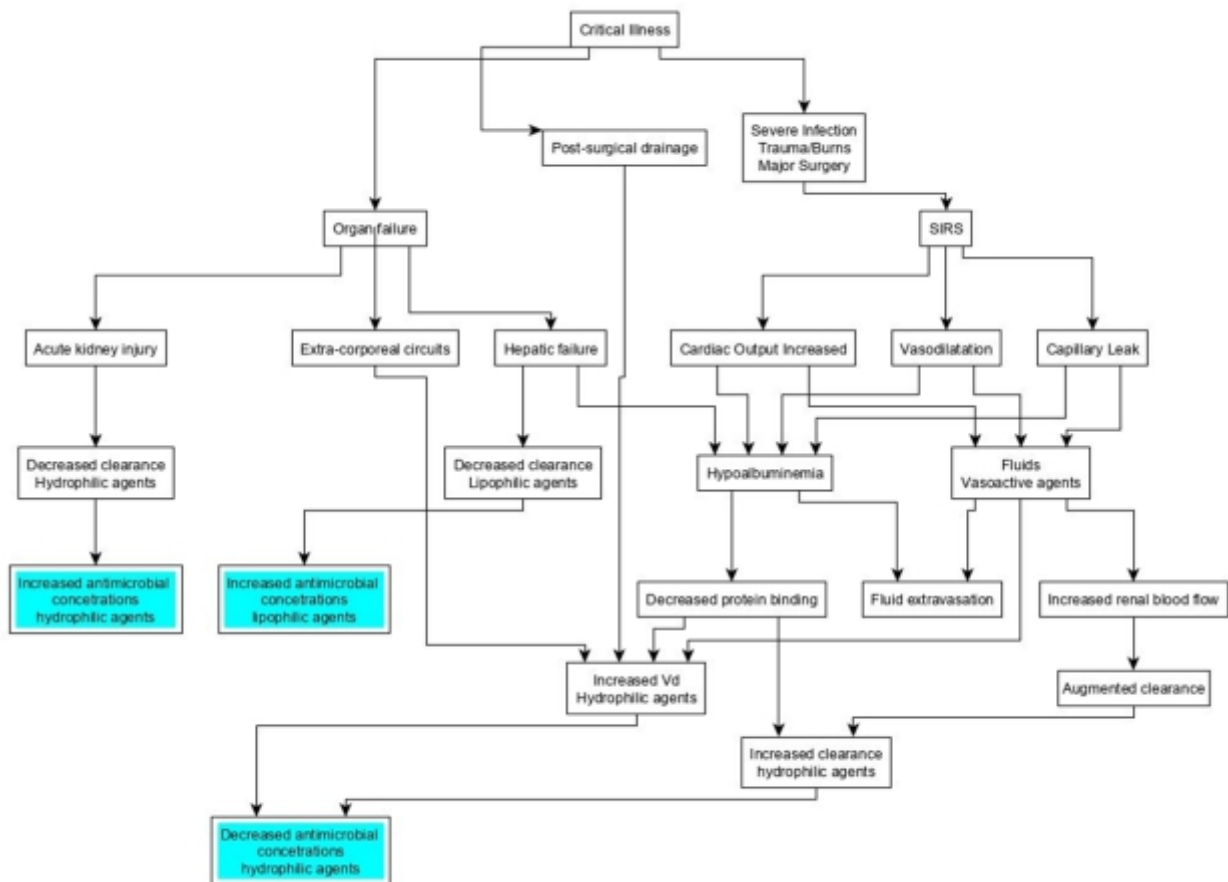 Critical Illness
Post-surgical drainage
Severe Infection
Trauma/Burns
Major Surgery
Organ failure
SIRS
Acute kidney injury
Extra-corporeal circuits
Hepatic failure
Cardiac Output Increased
Vasodilatation
Capillary Leak
Decreased clearance
Hydrophilic agents
Decreased clearance
Lipophilic agents
Hypoalbuminemia
Fluids
Vasoactive agents
Increased antimicrobial
concetrations
hydrophilic agents
Increased antimicrobial
concetrations
lipophilic agents
Decreased protein binding
Fluid extravasation
Increased renal blood flow
Increased Vd
Hydrophilic agents
Augmented clearance
Increased clearance
hydrophilic agents
Decreased antimicrobial
concetrations
hydrophilic agents